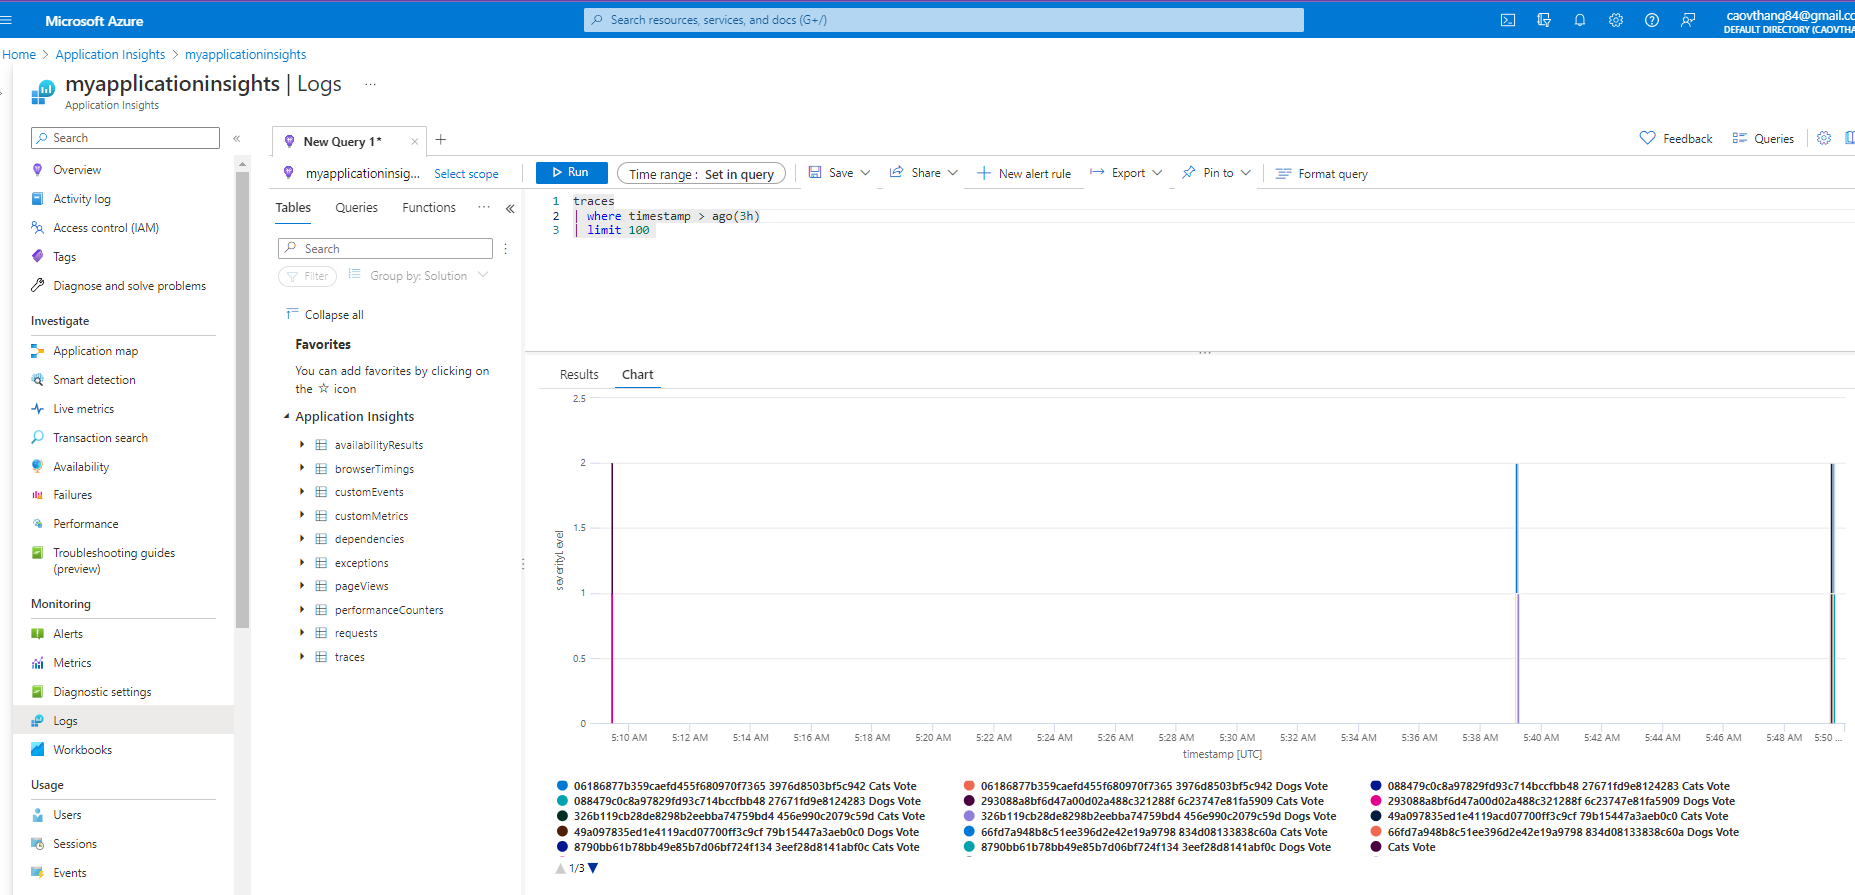 Microsoft Azure
Search resources, services, and docs (G+/)
caovthang84@gmail.co
DEFAULT DIRECTORY (CAOVTHA
Home > Application Insights > myapplicationinsights
myapplicationinsights | Logs ...
Application Insights
Search
«
Overview
Activity log
Access control (IAM)
Tags
Diagnose and solve problems
Investigate
Application map
Smart detection
Live metrics
Transaction search
Availability
Failures
Performance
Troubleshooting guides
(preview)
Monitoring
Alerts
Metrics
Diagnostic settings
Logs
Workbooks
Usage
Users
Sessions
Events
New Query 1*
Feedback
Queries
myapplicationinsig...
Select scope
Run
Time range : Set in query
Save
Share
New alert rule
Export
Pin to
Format query
Tables
Queries
Functions
...
«
Search
Filter
Group by: Solution
Collapse all
Favorites
You can add favorites by clicking on
the ☆ icon
Application Insights
availabilityResults
browserTimings
customEvents
customMetrics
dependencies
exceptions
pageViews
performanceCounters
requests
traces
1 traces
2 | where timestamp > ago(3h)
3 | limit 100
Results
Chart
2.5
2
1.5
1
0.5
0
severityLevel
5:10 AM 5:12 AM 5:14 AM 5:16 AM 5:18 AM 5:20 AM 5:22 AM 5:24 AM 5:26 AM 5:28 AM 5:30 AM 5:32 AM 5:34 AM 5:36 AM 5:38 AM 5:40 AM 5:42 AM 5:44 AM 5:46 AM 5:48 AM 5:50 ...
timestamp [UTC]
06186877b359caefd455f680970f7365 3976d8503bf5c942 Cats Vote
06186877b359caefd455f680970f7365 3976d8503bf5c942 Dogs Vote
088479c0c8a97829fd93c714bccfbb48 27671fd9e8124283 Cats Vote
088479c0c8a97829fd93c714bccfbb48 27671fd9e8124283 Dogs Vote
293088a8bf6d47a00d02a488c321288f 6c23747e81fa5909 Cats Vote
293088a8bf6d47a00d02a488c321288f 6c23747e81fa5909 Dogs Vote
326b119cb28de8298b2eebba74759bd4 456e990c2079c59d Cats Vote
326b119cb28de8298b2eebba74759bd4 456e990c2079c59d Dogs Vote
49a097835ed1e4119acd07700ff3c9cf 79b15447a3aeb0c0 Cats Vote
49a097835ed1e4119acd07700ff3c9cf 79b15447a3aeb0c0 Dogs Vote
66fd7a948b8c51ee396d2e42e19a9798 834d08133838c60a Cats Vote
66fd7a948b8c51ee396d2e42e19a9798 834d08133838c60a Dogs Vote
8790bb61b78bb49e85b7d06bf724f134 3eef28d8141abf0c Cats Vote
8790bb61b78bb49e85b7d06bf724f134 3eef28d8141abf0c Dogs Vote
Cats Vote
1/3